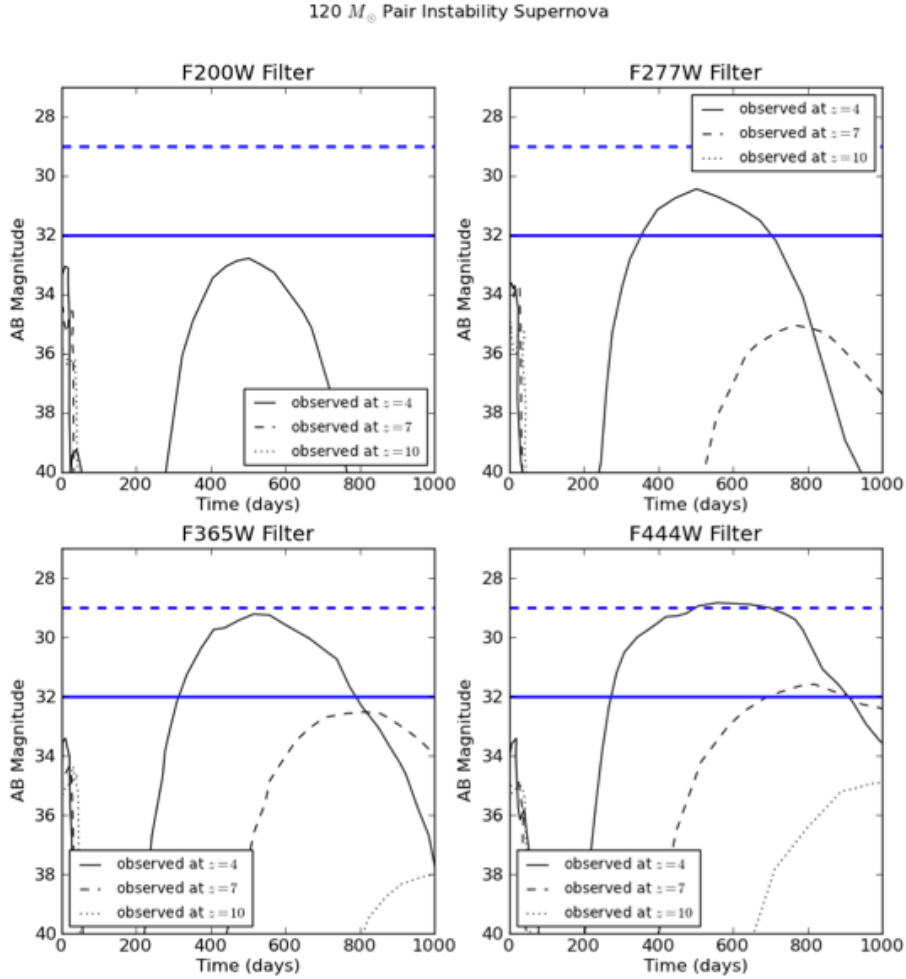 120 M☉ Pair Instability Supernova
F200W Filter
AB Magnitude
28
30
32
34
36
38
40
observed at z=4
observed at z=7
observed at z=10
0 200 400 600 800 1000
Time (days)
F277W Filter
AB Magnitude
28
30
32
34
36
38
40
observed at z=4
observed at z=7
observed at z=10
0 200 400 600 800 1000
Time (days)
F365W Filter
AB Magnitude
28
30
32
34
36
38
40
observed at z=4
observed at z=7
observed at z=10
0 200 400 600 800 1000
Time (days)
F444W Filter
AB Magnitude
28
30
32
34
36
38
40
observed at z=4
observed at z=7
observed at z=10
0 200 400 600 800 1000
Time (days)